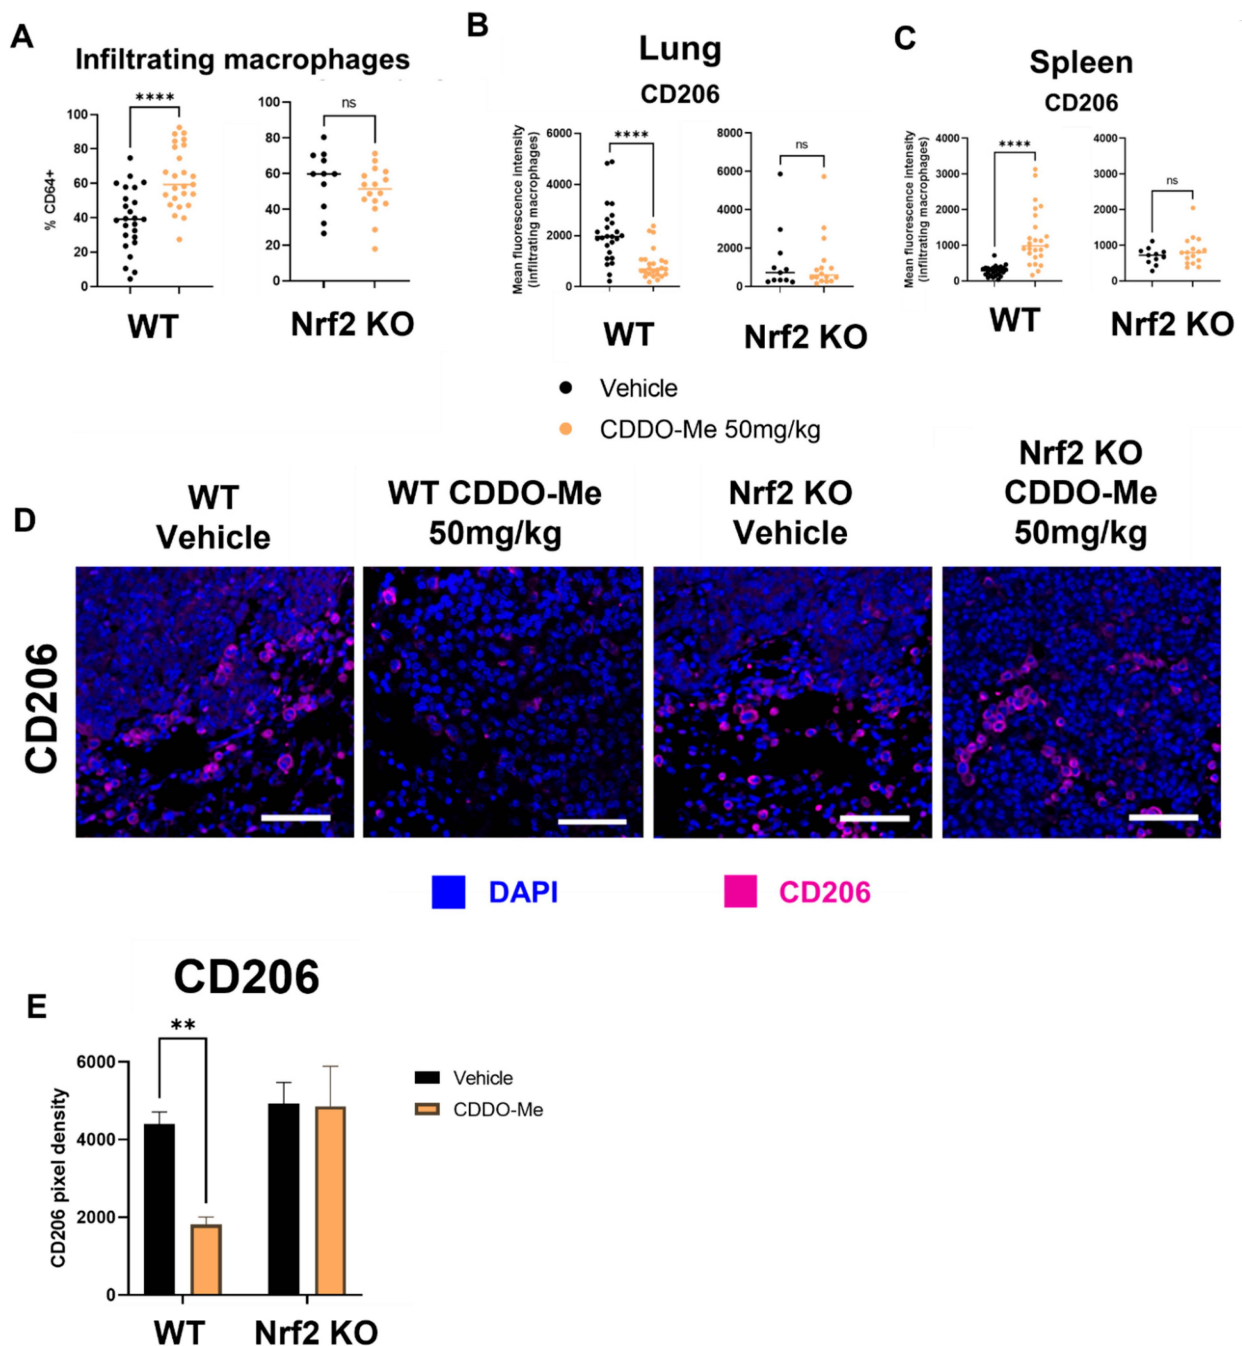 A
Infiltrating macrophages
% CD64+
100
80
60
40
20
0
****
WT
100
80
60
40
20
0
ns
Nrf2 KO
B
Lung
CD206
Mean fluorescence intensity
(infiltrating macrophages)
6000
4000
2000
0
****
WT
8000
6000
4000
2000
0
ns
Nrf2 KO
C
Spleen
CD206
Mean fluorescence intensity
(infiltrating macrophages)
4000
3000
2000
1000
0
****
WT
4000
3000
2000
1000
0
ns
Nrf2 KO
Vehicle
CDDO-Me 50mg/kg
D
WT
Vehicle
WT CDDO-Me
50mg/kg
Nrf2 KO
Vehicle
Nrf2 KO
CDDO-Me
50mg/kg
CD206
DAPI
CD206
E
CD206
CD206 pixel density
6000
4000
2000
0
**
WT
Nrf2 KO
Vehicle
CDDO-Me